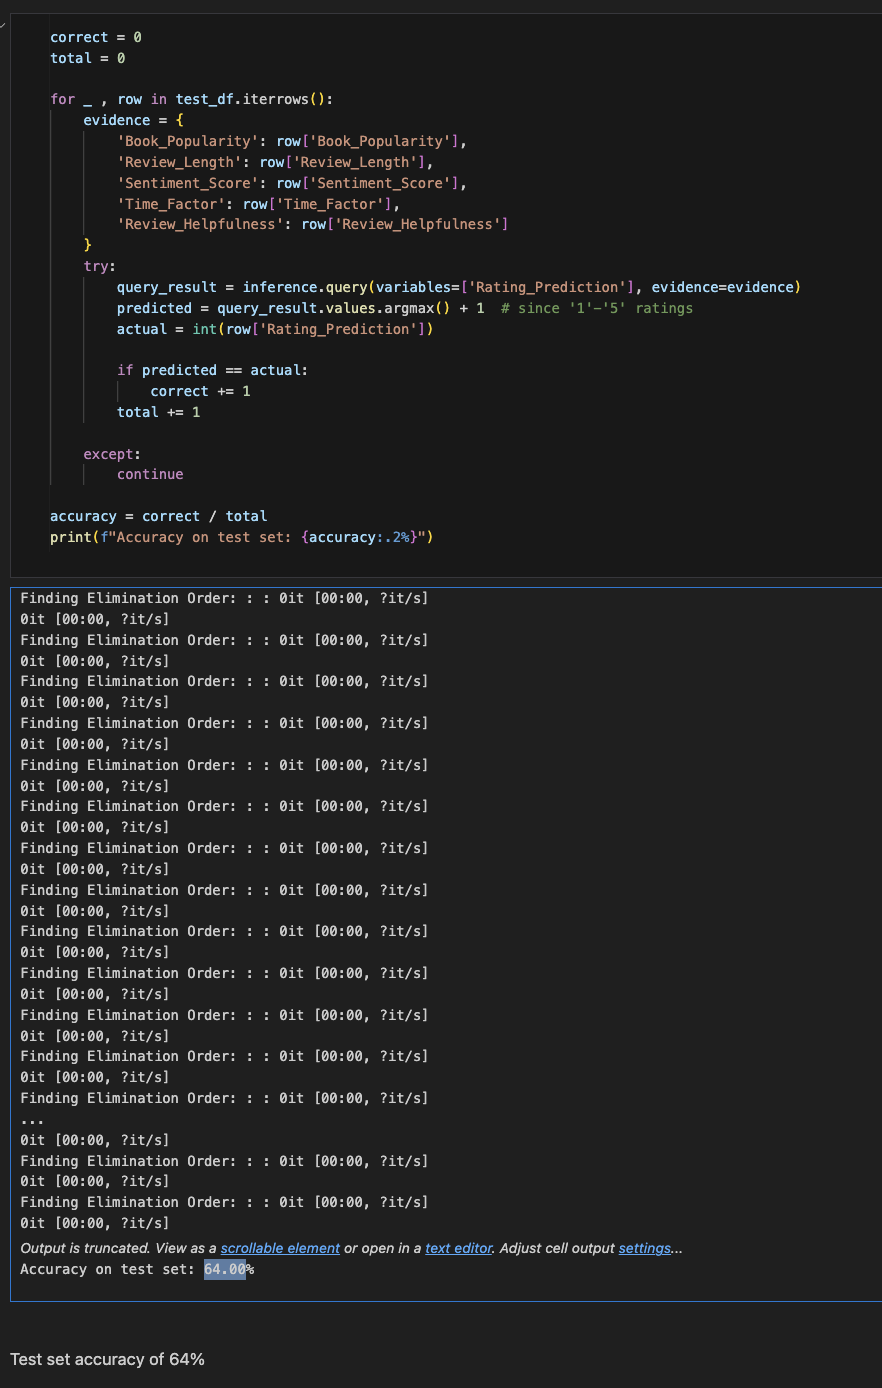 correct = 0
total = 0
for _ , row in test_df.iterrows():
    evidence = {
        'Book_Popularity': row['Book_Popularity'],
        'Review_Length': row['Review_Length'],
        'Sentiment_Score': row['Sentiment_Score'],
        'Time_Factor': row['Time_Factor'],
        'Review_Helpfulness': row['Review_Helpfulness']
    }
    try:
        query_result = inference.query(variables=['Rating_Prediction'], evidence=evidence)
        predicted = query_result.values.argmax() + 1  # since '1'-'5' ratings
        actual = int(row['Rating_Prediction'])
        if predicted == actual:
            correct += 1
        total += 1
    except:
        continue
accuracy = correct / total
print(f"Accuracy on test set: {accuracy:.2%}")
Finding Elimination Order: : : 0it [00:00, ?it/s]
0it [00:00, ?it/s]
Finding Elimination Order: : : 0it [00:00, ?it/s]
0it [00:00, ?it/s]
Finding Elimination Order: : : 0it [00:00, ?it/s]
0it [00:00, ?it/s]
Finding Elimination Order: : : 0it [00:00, ?it/s]
0it [00:00, ?it/s]
Finding Elimination Order: : : 0it [00:00, ?it/s]
0it [00:00, ?it/s]
Finding Elimination Order: : : 0it [00:00, ?it/s]
0it [00:00, ?it/s]
Finding Elimination Order: : : 0it [00:00, ?it/s]
0it [00:00, ?it/s]
Finding Elimination Order: : : 0it [00:00, ?it/s]
0it [00:00, ?it/s]
Finding Elimination Order: : : 0it [00:00, ?it/s]
0it [00:00, ?it/s]
Finding Elimination Order: : : 0it [00:00, ?it/s]
0it [00:00, ?it/s]
Finding Elimination Order: : : 0it [00:00, ?it/s]
0it [00:00, ?it/s]
Finding Elimination Order: : : 0it [00:00, ?it/s]
0it [00:00, ?it/s]
Finding Elimination Order: : : 0it [00:00, ?it/s]
...
0it [00:00, ?it/s]
Finding Elimination Order: : : 0it [00:00, ?it/s]
0it [00:00, ?it/s]
Finding Elimination Order: : : 0it [00:00, ?it/s]
0it [00:00, ?it/s]
Output is truncated. View as a scrollable element or open in a text editor. Adjust cell output settings...
Accuracy on test set: 64.00%
Test set accuracy of 64%